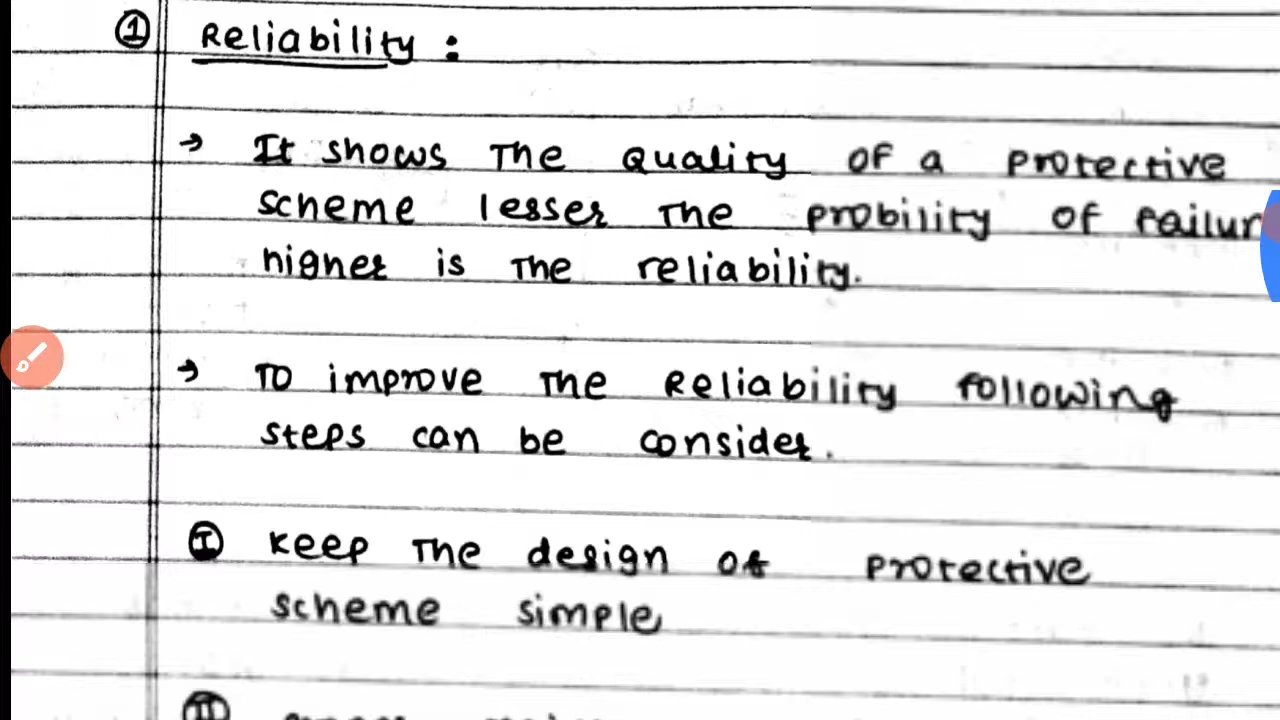 ① Reliability :
→ It shows The Quality of a Protective
scheme lesser The probility of Failur
higher is The reliability.
→ To improve The Reliability following
steps can be consider.
Ⓘ Keep The design of Protective
scheme simple
Ⓘ Ⓘ